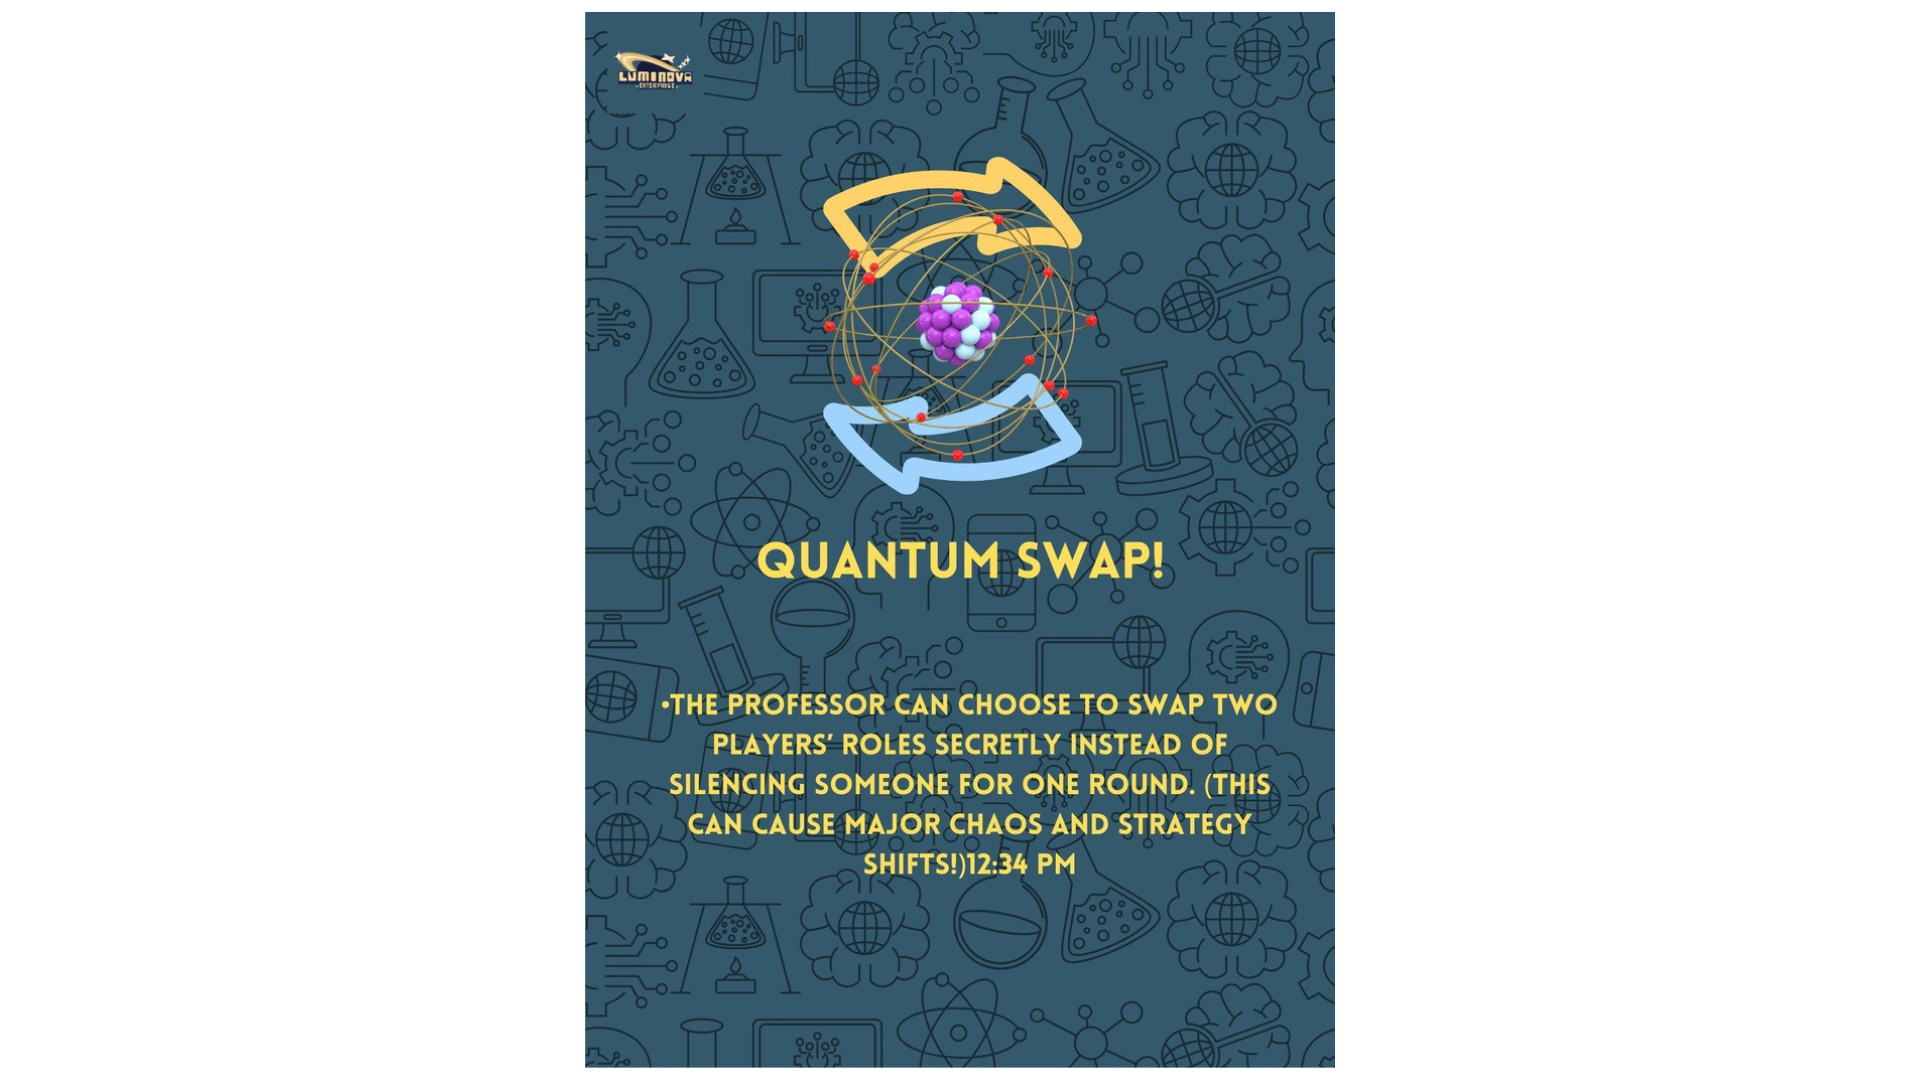 LUMINOVA
ENTERPRISE
QUANTUM SWAP!
•THE PROFESSOR CAN CHOOSE TO SWAP TWO
PLAYERS’ ROLES SECRETLY INSTEAD OF
SILENCING SOMEONE FOR ONE ROUND. (THIS
CAN CAUSE MAJOR CHAOS AND STRATEGY
SHIFTS!)12:34 PM